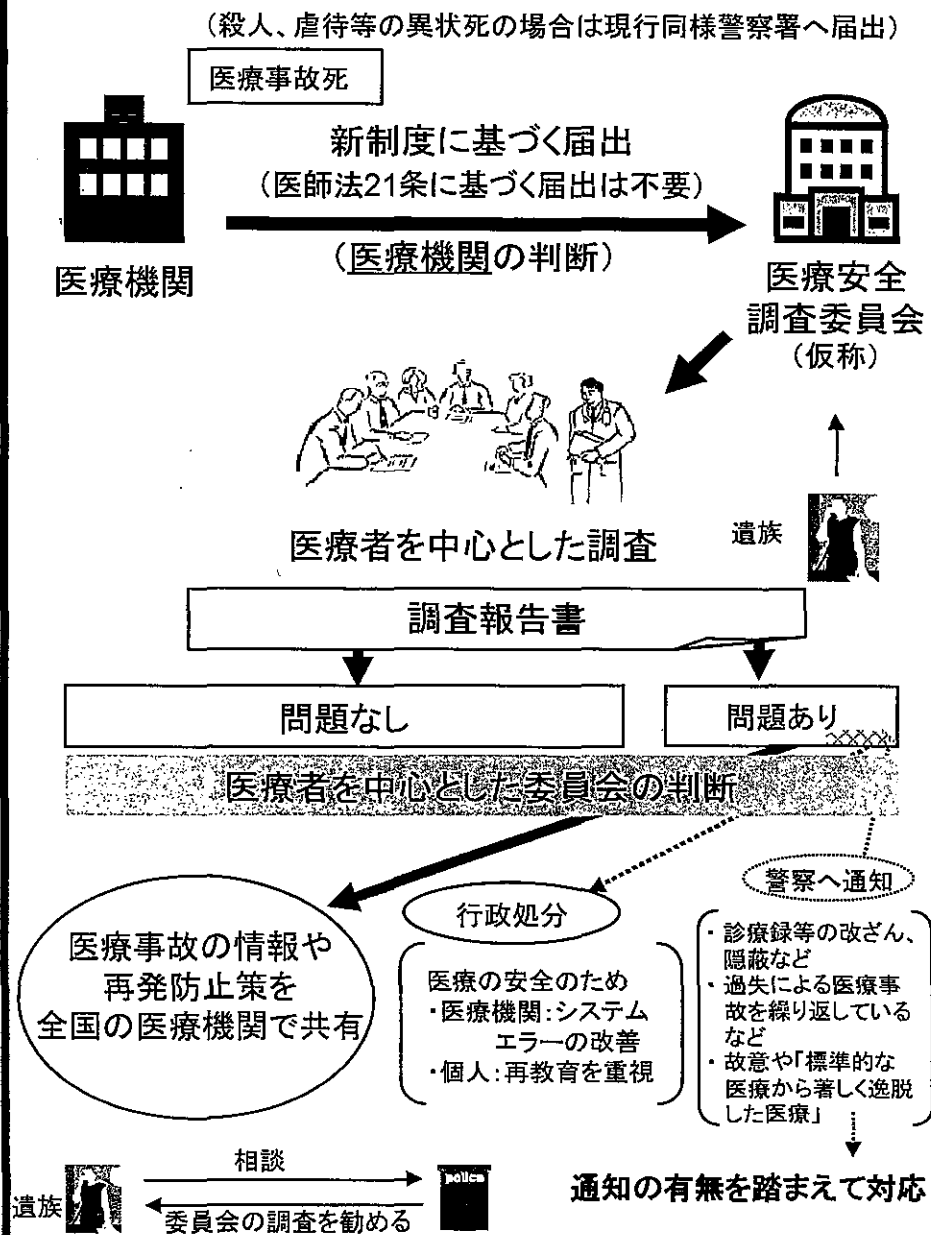 (殺人、虐待等の異状死の場合は現行同様警察署へ届出)
医療事故死
新制度に基づく届出
(医師法21条に基づく届出は不要)
(医療機関の判断)
医療機関
医療安全
調査委員会
(仮称)
医療者を中心とした調査
遺族
調査報告書
問題なし
問題あり
医療者を中心とした委員会の判断
医療事故の情報や
再発防止策を
全国の医療機関で共有
行政処分
医療の安全のため
・医療機関:システム
エラーの改善
・個人:再教育を重視
警察へ通知
・診療録等の改ざん、
隠蔽など
・過失による医療事
故を繰り返している
など
・故意や「標準的な
医療から著しく逸脱
した医療」
通知の有無を踏まえて対応
遺族
相談
委員会の調査を勧める
police